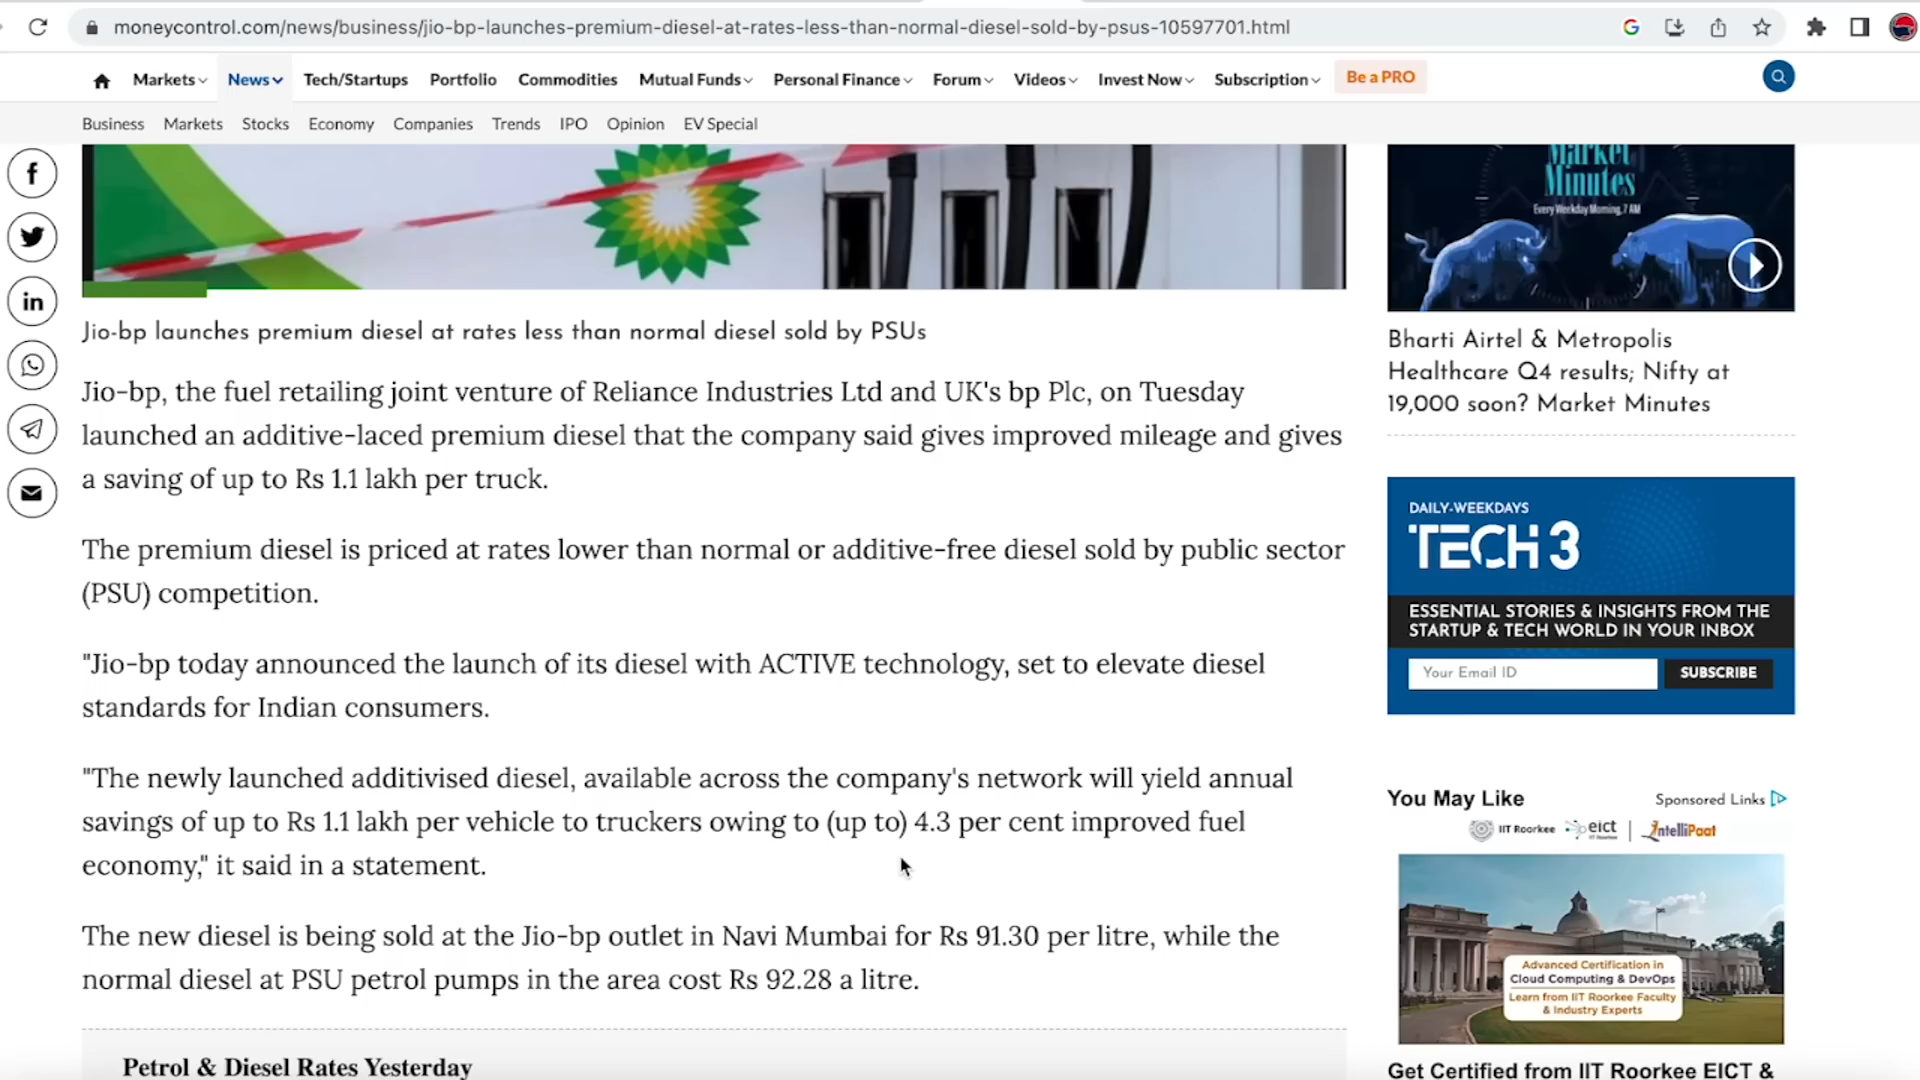 moneycontrol.com/news/business/jio-bp-launches-premium-diesel-at-rates-less-than-normal-diesel-sold-by-psus-10597701.html
Markets News Tech/Startups Portfolio Commodities Mutual Funds Personal Finance Forum Videos Invest Now Subscription Be a PRO
Business Markets Stocks Economy Companies Trends IPO Opinion EV Special
Jio-bp launches premium diesel at rates less than normal diesel sold by PSUs
Jio-bp, the fuel retailing joint venture of Reliance Industries Ltd and UK's bp Plc, on Tuesday
launched an additive-laced premium diesel that the company said gives improved mileage and gives
a saving of up to Rs 1.1 lakh per truck.
The premium diesel is priced at rates lower than normal or additive-free diesel sold by public sector
(PSU) competition.
"Jio-bp today announced the launch of its diesel with ACTIVE technology, set to elevate diesel
standards for Indian consumers.
"The newly launched additivised diesel, available across the company's network will yield annual
savings of up to Rs 1.1 lakh per vehicle to truckers owing to (up to) 4.3 per cent improved fuel
economy," it said in a statement.
The new diesel is being sold at the Jio-bp outlet in Navi Mumbai for Rs 91.30 per litre, while the
normal diesel at PSU petrol pumps in the area cost Rs 92.28 a litre.
Petrol & Diesel Rates Yesterday
Market
Minutes
Every Weekday Morning, 7 AM
Bharti Airtel & Metropolis
Healthcare Q4 results; Nifty at
19,000 soon? Market Minutes
DAILY-WEEKDAYS
TECH 3
ESSENTIAL STORIES & INSIGHTS FROM THE
STARTUP & TECH WORLD IN YOUR INBOX
Your Email ID SUBSCRIBE
You May Like Sponsored Links
IIT Roorkee eict IIT Roorkee IntelliPaat
Advanced Certification in
Cloud Computing & DevOps
Learn from IIT Roorkee Faculty
& Industry Experts
Get Certified from IIT Roorkee EICT &